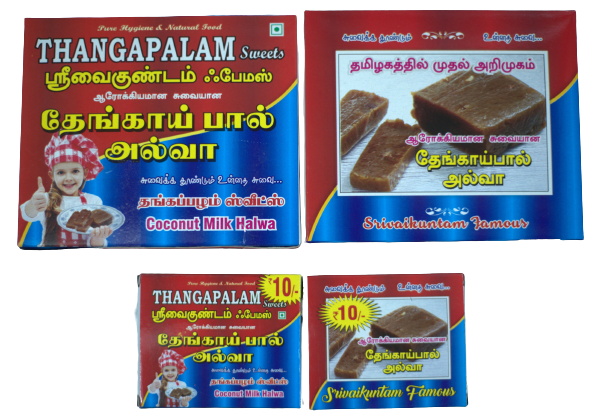 Pure Hygiene & Natural Food
THANGAPALAM
Sweets
ஸ்ரீவைகுண்டம் ஃபேமஸ்
ஆரோக்கியமான சுவையான
தேங்காய் பால்
அல்வா
சுவைக்க தூண்டும் உன்னத சுவை...
தங்கப்பழம் ஸ்வீட்ஸ்
Coconut Milk Halwa
சுவைக்க தூண்டும் உன்னத சுவை...
தமிழகத்தில் முதல் அறிமுகம்
ஆரோக்கியமான சுவையான
தேங்காய்பால்
அல்வா
Srivaikuntam Famous
Pure Hygiene & Natural Food
₹10/-
THANGAPALAM
Sweets
ஸ்ரீவைகுண்டம் ஃபேமஸ்
ஆரோக்கியமான சுவையான
தேங்காய் பால்
அல்வா
சுவைக்க தூண்டும் உன்னத சுவை...
தங்கப்பழம் ஸ்வீட்ஸ்
Coconut Milk Halwa
சுவைக்க தூண்டும் உன்னத சுவை...
₹10/-
ஆரோக்கியமான சுவையான
தேங்காய்பால்
அல்வா
Srivaikuntam Famous